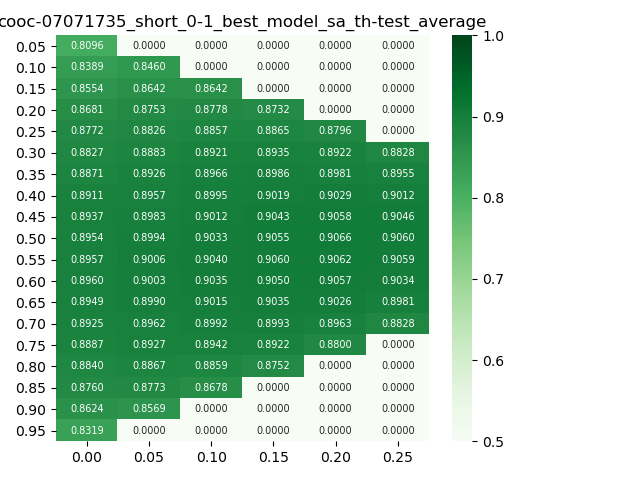 cooc-07071735_short_0-1_best_model_sa_th-test_average
0.05 0.8096 0.0000 0.0000 0.0000 0.0000 0.0000
0.10 0.8389 0.8460 0.0000 0.0000 0.0000 0.0000
0.15 0.8554 0.8642 0.8642 0.0000 0.0000 0.0000
0.20 0.8681 0.8753 0.8778 0.8732 0.0000 0.0000
0.25 0.8772 0.8826 0.8857 0.8865 0.8796 0.0000
0.30 0.8827 0.8883 0.8921 0.8935 0.8922 0.8828
0.35 0.8871 0.8926 0.8966 0.8986 0.8981 0.8955
0.40 0.8911 0.8957 0.8995 0.9019 0.9029 0.9012
0.45 0.8937 0.8983 0.9012 0.9043 0.9058 0.9046
0.50 0.8954 0.8994 0.9033 0.9055 0.9066 0.9060
0.55 0.8957 0.9006 0.9040 0.9060 0.9062 0.9059
0.60 0.8960 0.9003 0.9035 0.9050 0.9057 0.9034
0.65 0.8949 0.8990 0.9015 0.9035 0.9026 0.8981
0.70 0.8925 0.8962 0.8992 0.8993 0.8963 0.8828
0.75 0.8887 0.8927 0.8942 0.8922 0.8800 0.0000
0.80 0.8840 0.8867 0.8859 0.8752 0.0000 0.0000
0.85 0.8760 0.8773 0.8678 0.0000 0.0000 0.0000
0.90 0.8624 0.8569 0.0000 0.0000 0.0000 0.0000
0.95 0.8319 0.0000 0.0000 0.0000 0.0000 0.0000
0.00 0.05 0.10 0.15 0.20 0.25
1.0
0.9
0.8
0.7
0.6
0.5